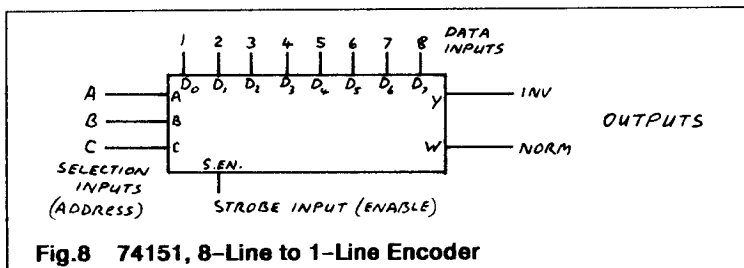 1 2 3 4 5 6 7 8 DATA
INPUTS
D0 D1 D2 D3 D4 D5 D6 D7
A A Y INV
B B OUTPUTS
C C W NORM
S.EN.
SELECTION
INPUTS
(ADDRESS)
STROBE INPUT (ENABLE)
Fig.8 74151, 8-Line to 1-Line Encoder